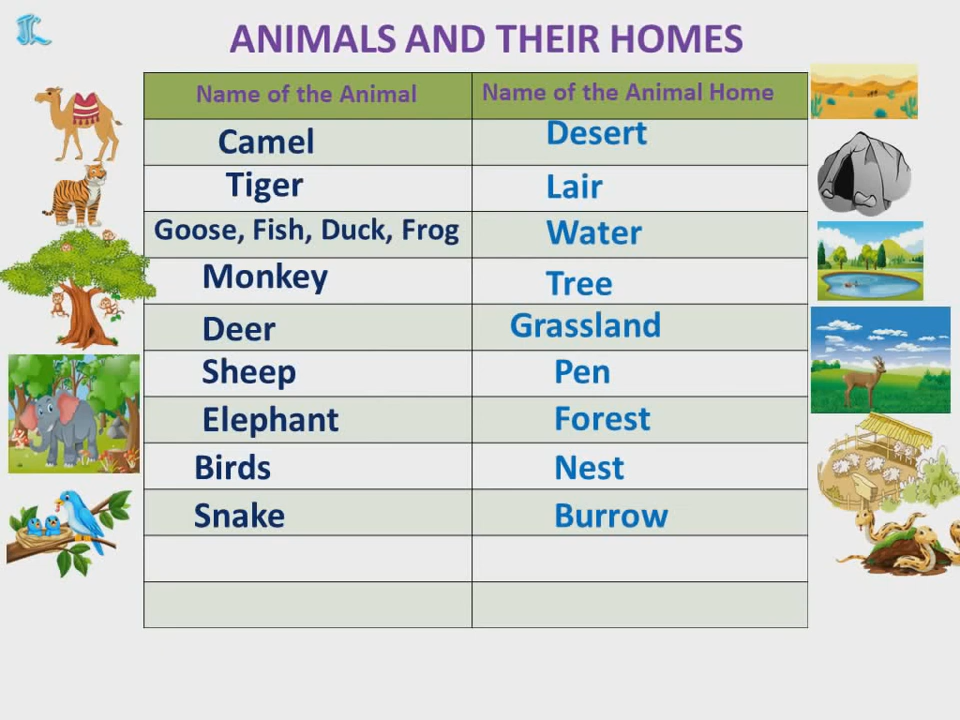 ANIMALS AND THEIR HOMES
Name of the Animal Name of the Animal Home
Camel Desert
Tiger Lair
Goose, Fish, Duck, Frog Water
Monkey Tree
Deer Grassland
Sheep Pen
Elephant Forest
Birds Nest
Snake Burrow